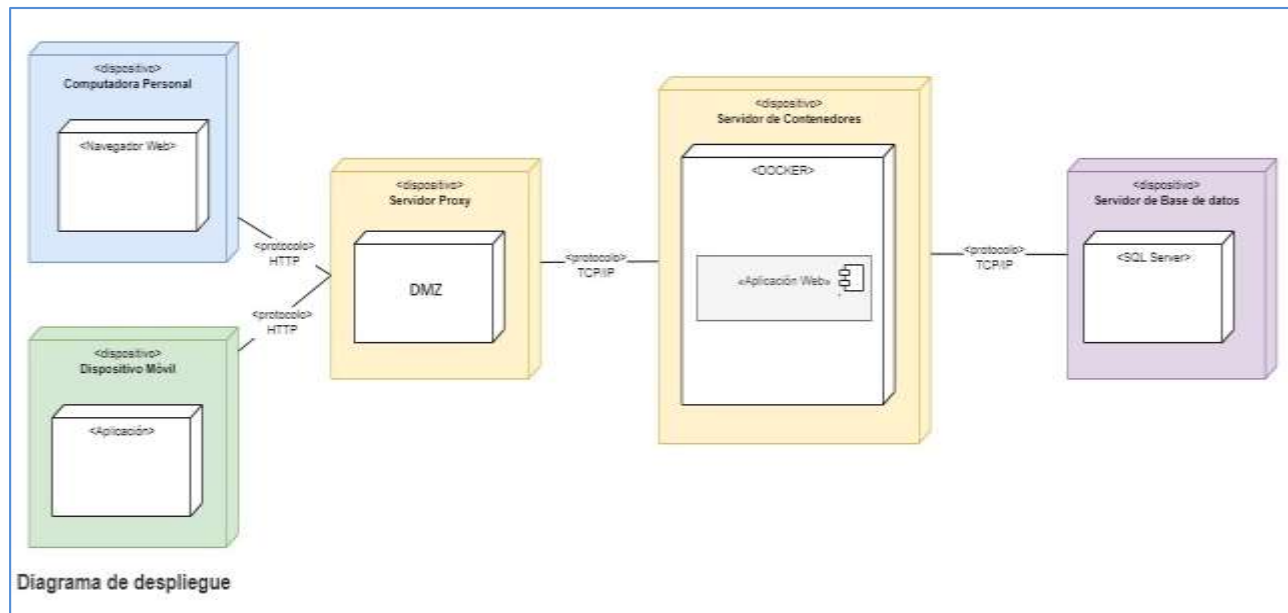 <dispositivo>
Computadora Personal
<Navegador Web>
<protocolo>
HTTP
<protocolo>
HTTP
<dispositivo>
Dispositivo Móvil
<Aplicación>
<dispositivo>
Servidor Proxy
DMZ
<protocolo>
TCP/IP
<dispositivo>
Servidor de Contenedores
<DOCKER>
«Aplicación Web»
<protocolo>
TCP/IP
<dispositivo>
Servidor de Base de datos
<SQL Server>
Diagrama de despliegue